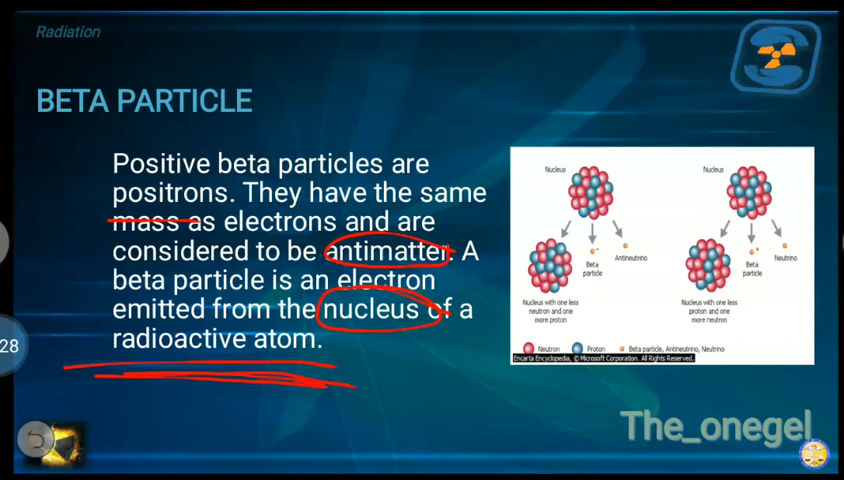 Radiation
BETA PARTICLE
Positive beta particles are
positrons. They have the same
mass as electrons and are
considered to be antimatter. A
beta particle is an electron
emitted from the nucleus of a
radioactive atom.
28
Nucleus
Beta
particle
Antineutrino
Nucleus with one less
neutron and one
more proton
Nucleus
Beta
particle
Neutrino
Nucleus with one less
proton and one
more neutron
Neutron Proton Beta particle, Antineutrino, Neutrino
Encarta Encyclopedia, © Microsoft Corporation. All Rights Reserved.
The_onegel